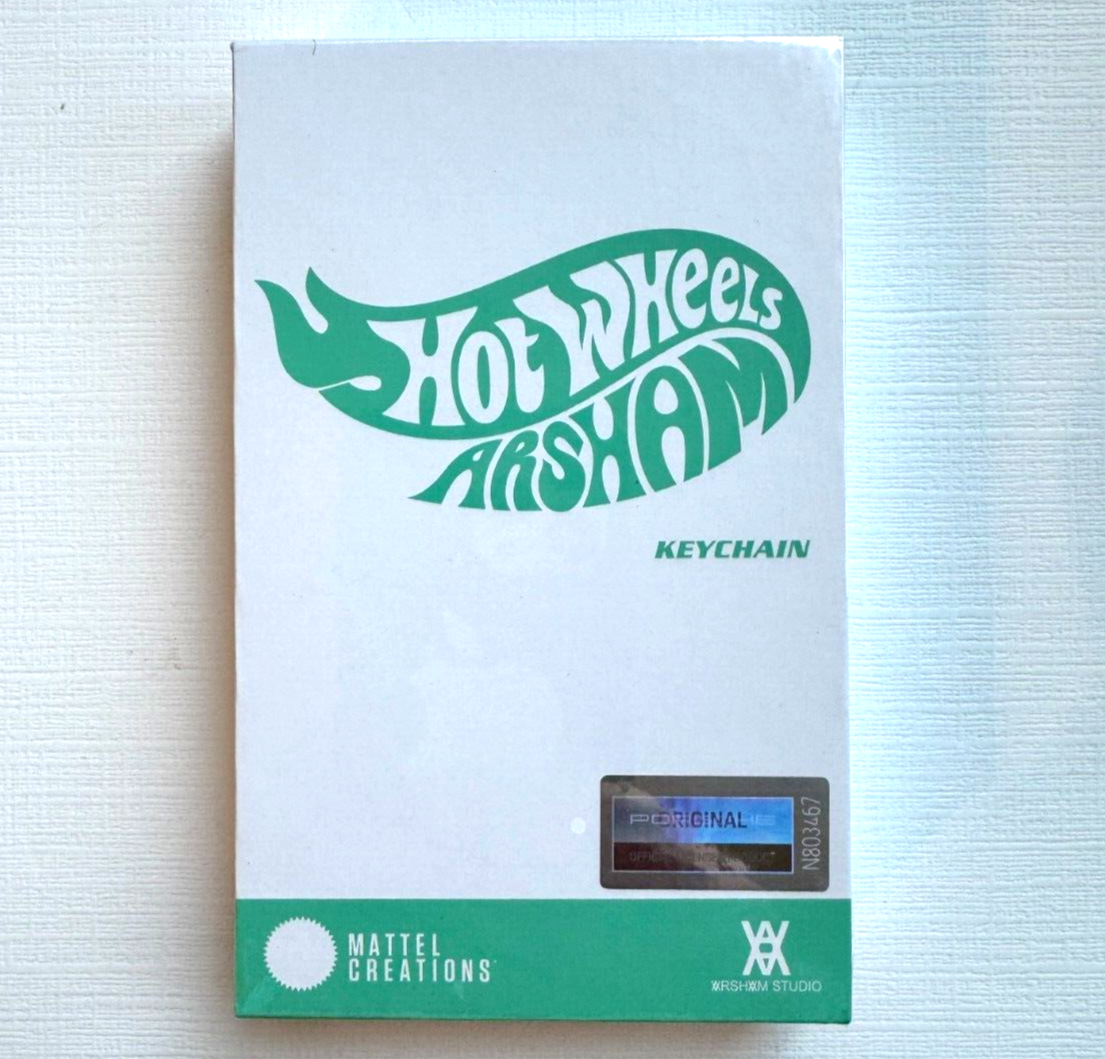 HOT WHEELS
ARSHAM
KEYCHAIN
ORIGINAL
N803467
MATTEL
CREATIONS
ARSHAM STUDIO